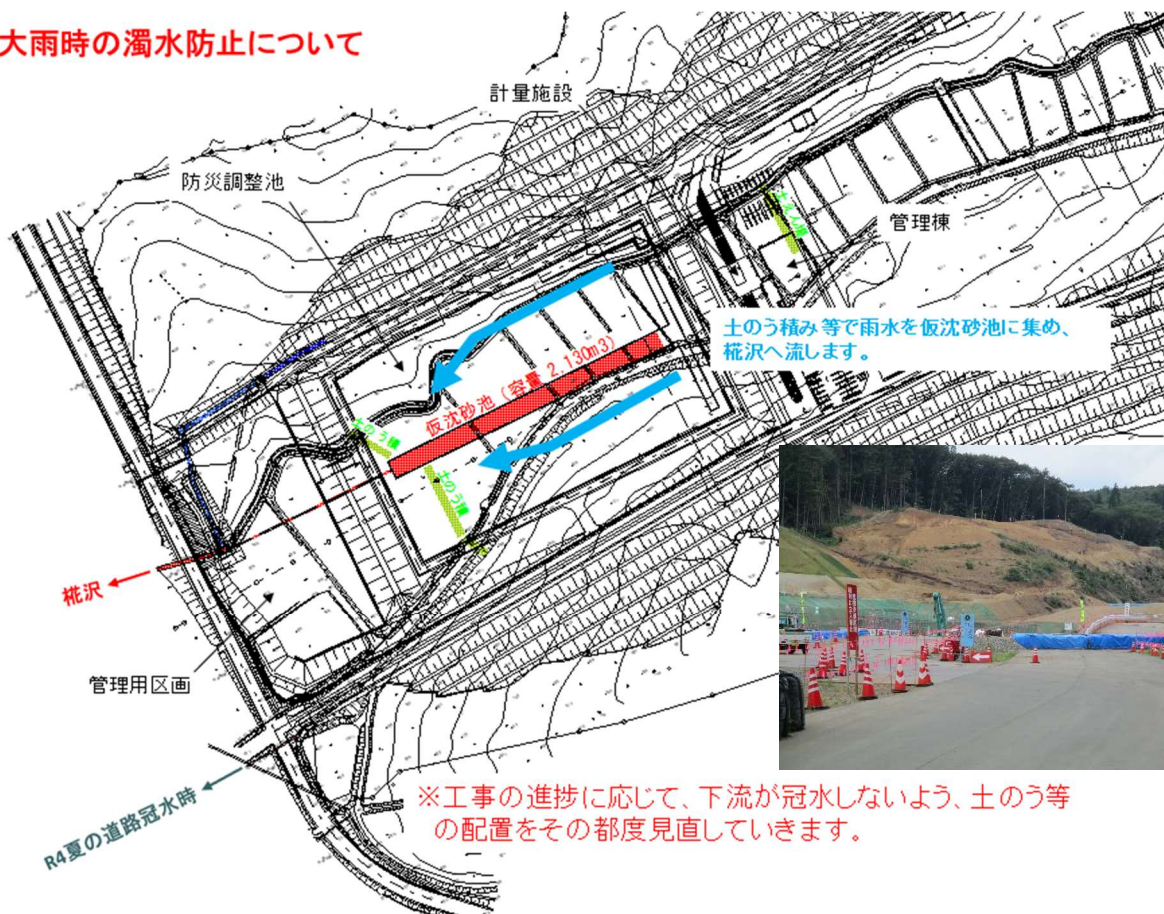 大雨時の濁水防止について
計量施設
防災調整池
管理棟
土のう積み等で雨水を仮沈砂池に集め、
椛沢へ流します。
仮沈砂池(容量 2,130m3)
土のう積
土のう積
椛沢
管理用区画
R4夏の道路冠水時
※工事の進捗に応じて、下流が冠水しないよう、土のう等
の配置をその都度見直していきます。